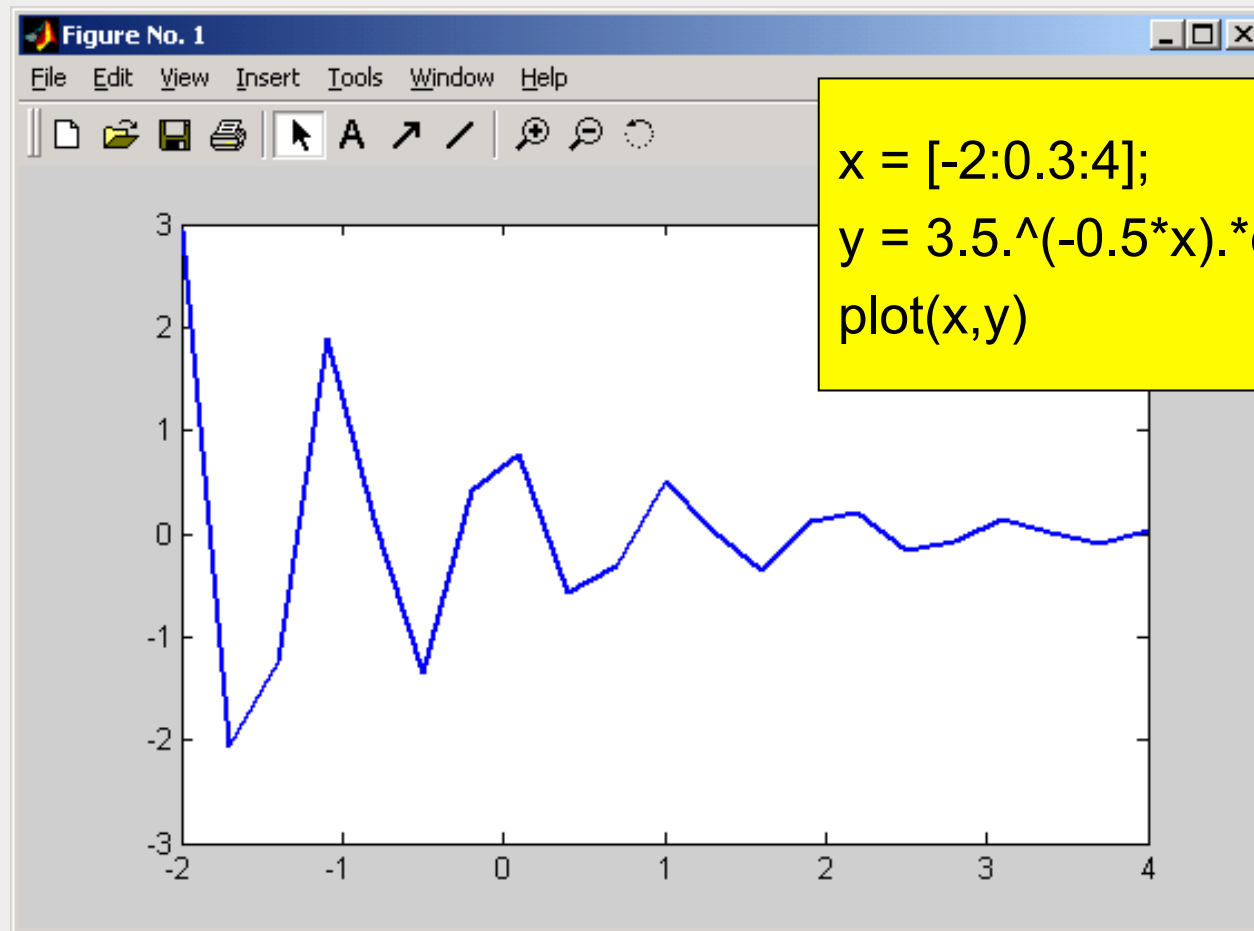 Figure No. 1
File Edit View Insert Tools Window Help
A
x = [-2:0.3:4];
y = 3.5.^(-0.5*x).*
plot(x,y)
3
2
1
0
-1
-2
-3
-2 -1 0 1 2 3 4